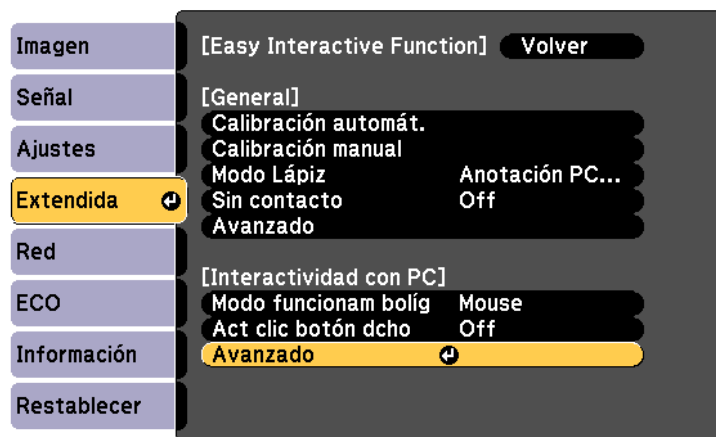 Imagen
Señal
Ajustes
Extendida
Red
ECO
Información
Restablecer
[Easy Interactive Function] Volver
[General]
Calibración automát.
Calibración manual
Modo Lápiz Anotación PC...
Sin contacto Off
Avanzado
[Interactividad con PC]
Modo funcionam bolíg Mouse
Act clic botón dcho Off
Avanzado